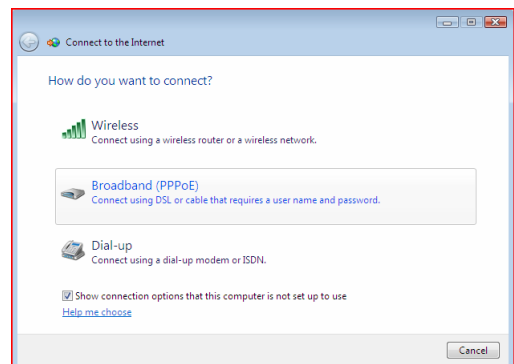 Connect to the Internet
How do you want to connect?
Wireless
Connect using a wireless router or a wireless network.
Broadband (PPPoE)
Connect using DSL or cable that requires a user name and password.
Dial-up
Connect using a dial-up modem or ISDN.
Show connection options that this computer is not set up to use
Help me choose
Cancel